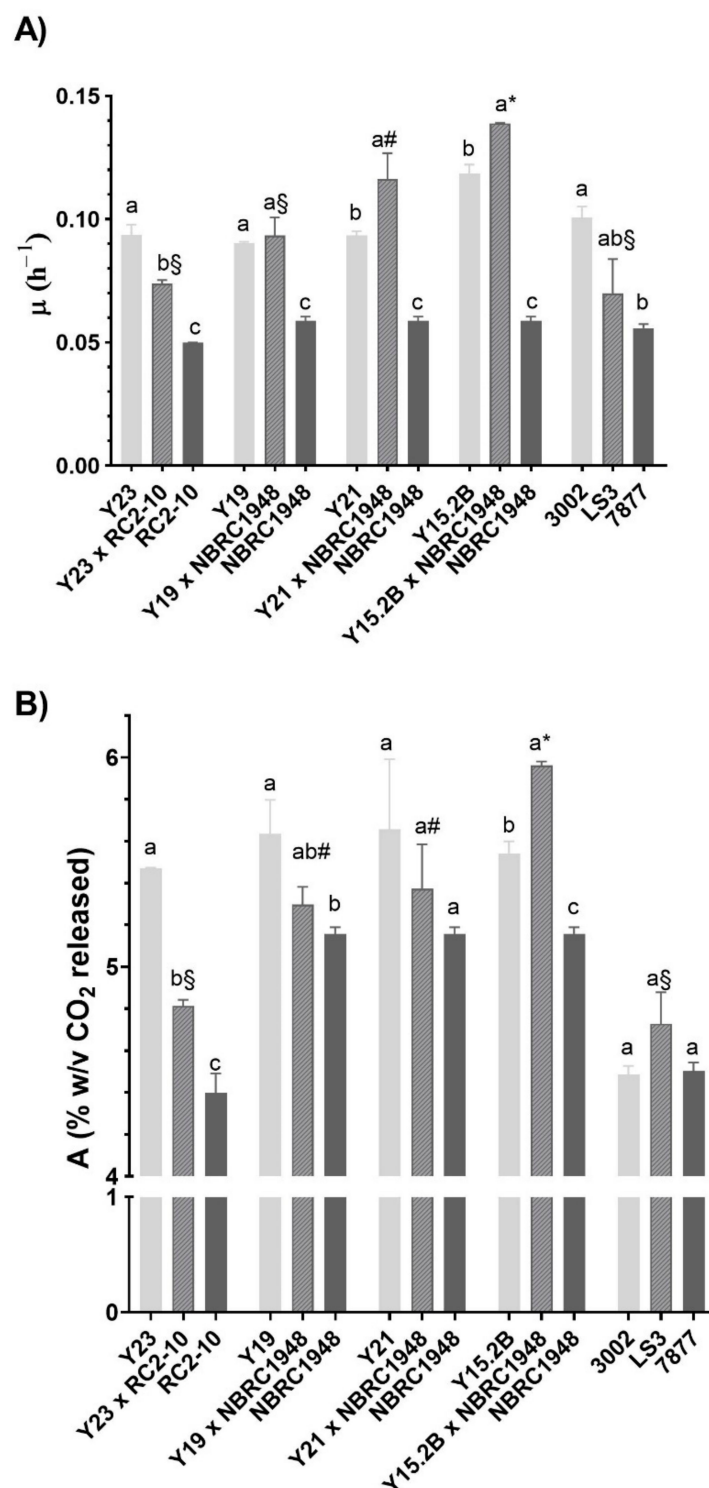 A)
μ (h⁻¹)
0.15
0.10
0.05
0.00
a
b§
c
a
a§
c
b
a#
c
b
a*
c
a
ab§
b
Y23
Y23 x RC2-10
RC2-10
Y19
Y19 x NBRC1948
NBRC1948
Y21
Y21 x NBRC1948
NBRC1948
Y15.2B
Y15.2B x NBRC1948
NBRC1948
3002
LS3
7877
B)
A (% w/v CO₂ released)
6
5
4
1
0
a
b§
c
a
ab#
b
a
a#
a
b
a*
c
a
a§
a
Y23
Y23 x RC2-10
RC2-10
Y19
Y19 x NBRC1948
NBRC1948
Y21
Y21 x NBRC1948
NBRC1948
Y15.2B
Y15.2B x NBRC1948
NBRC1948
3002
LS3
7877